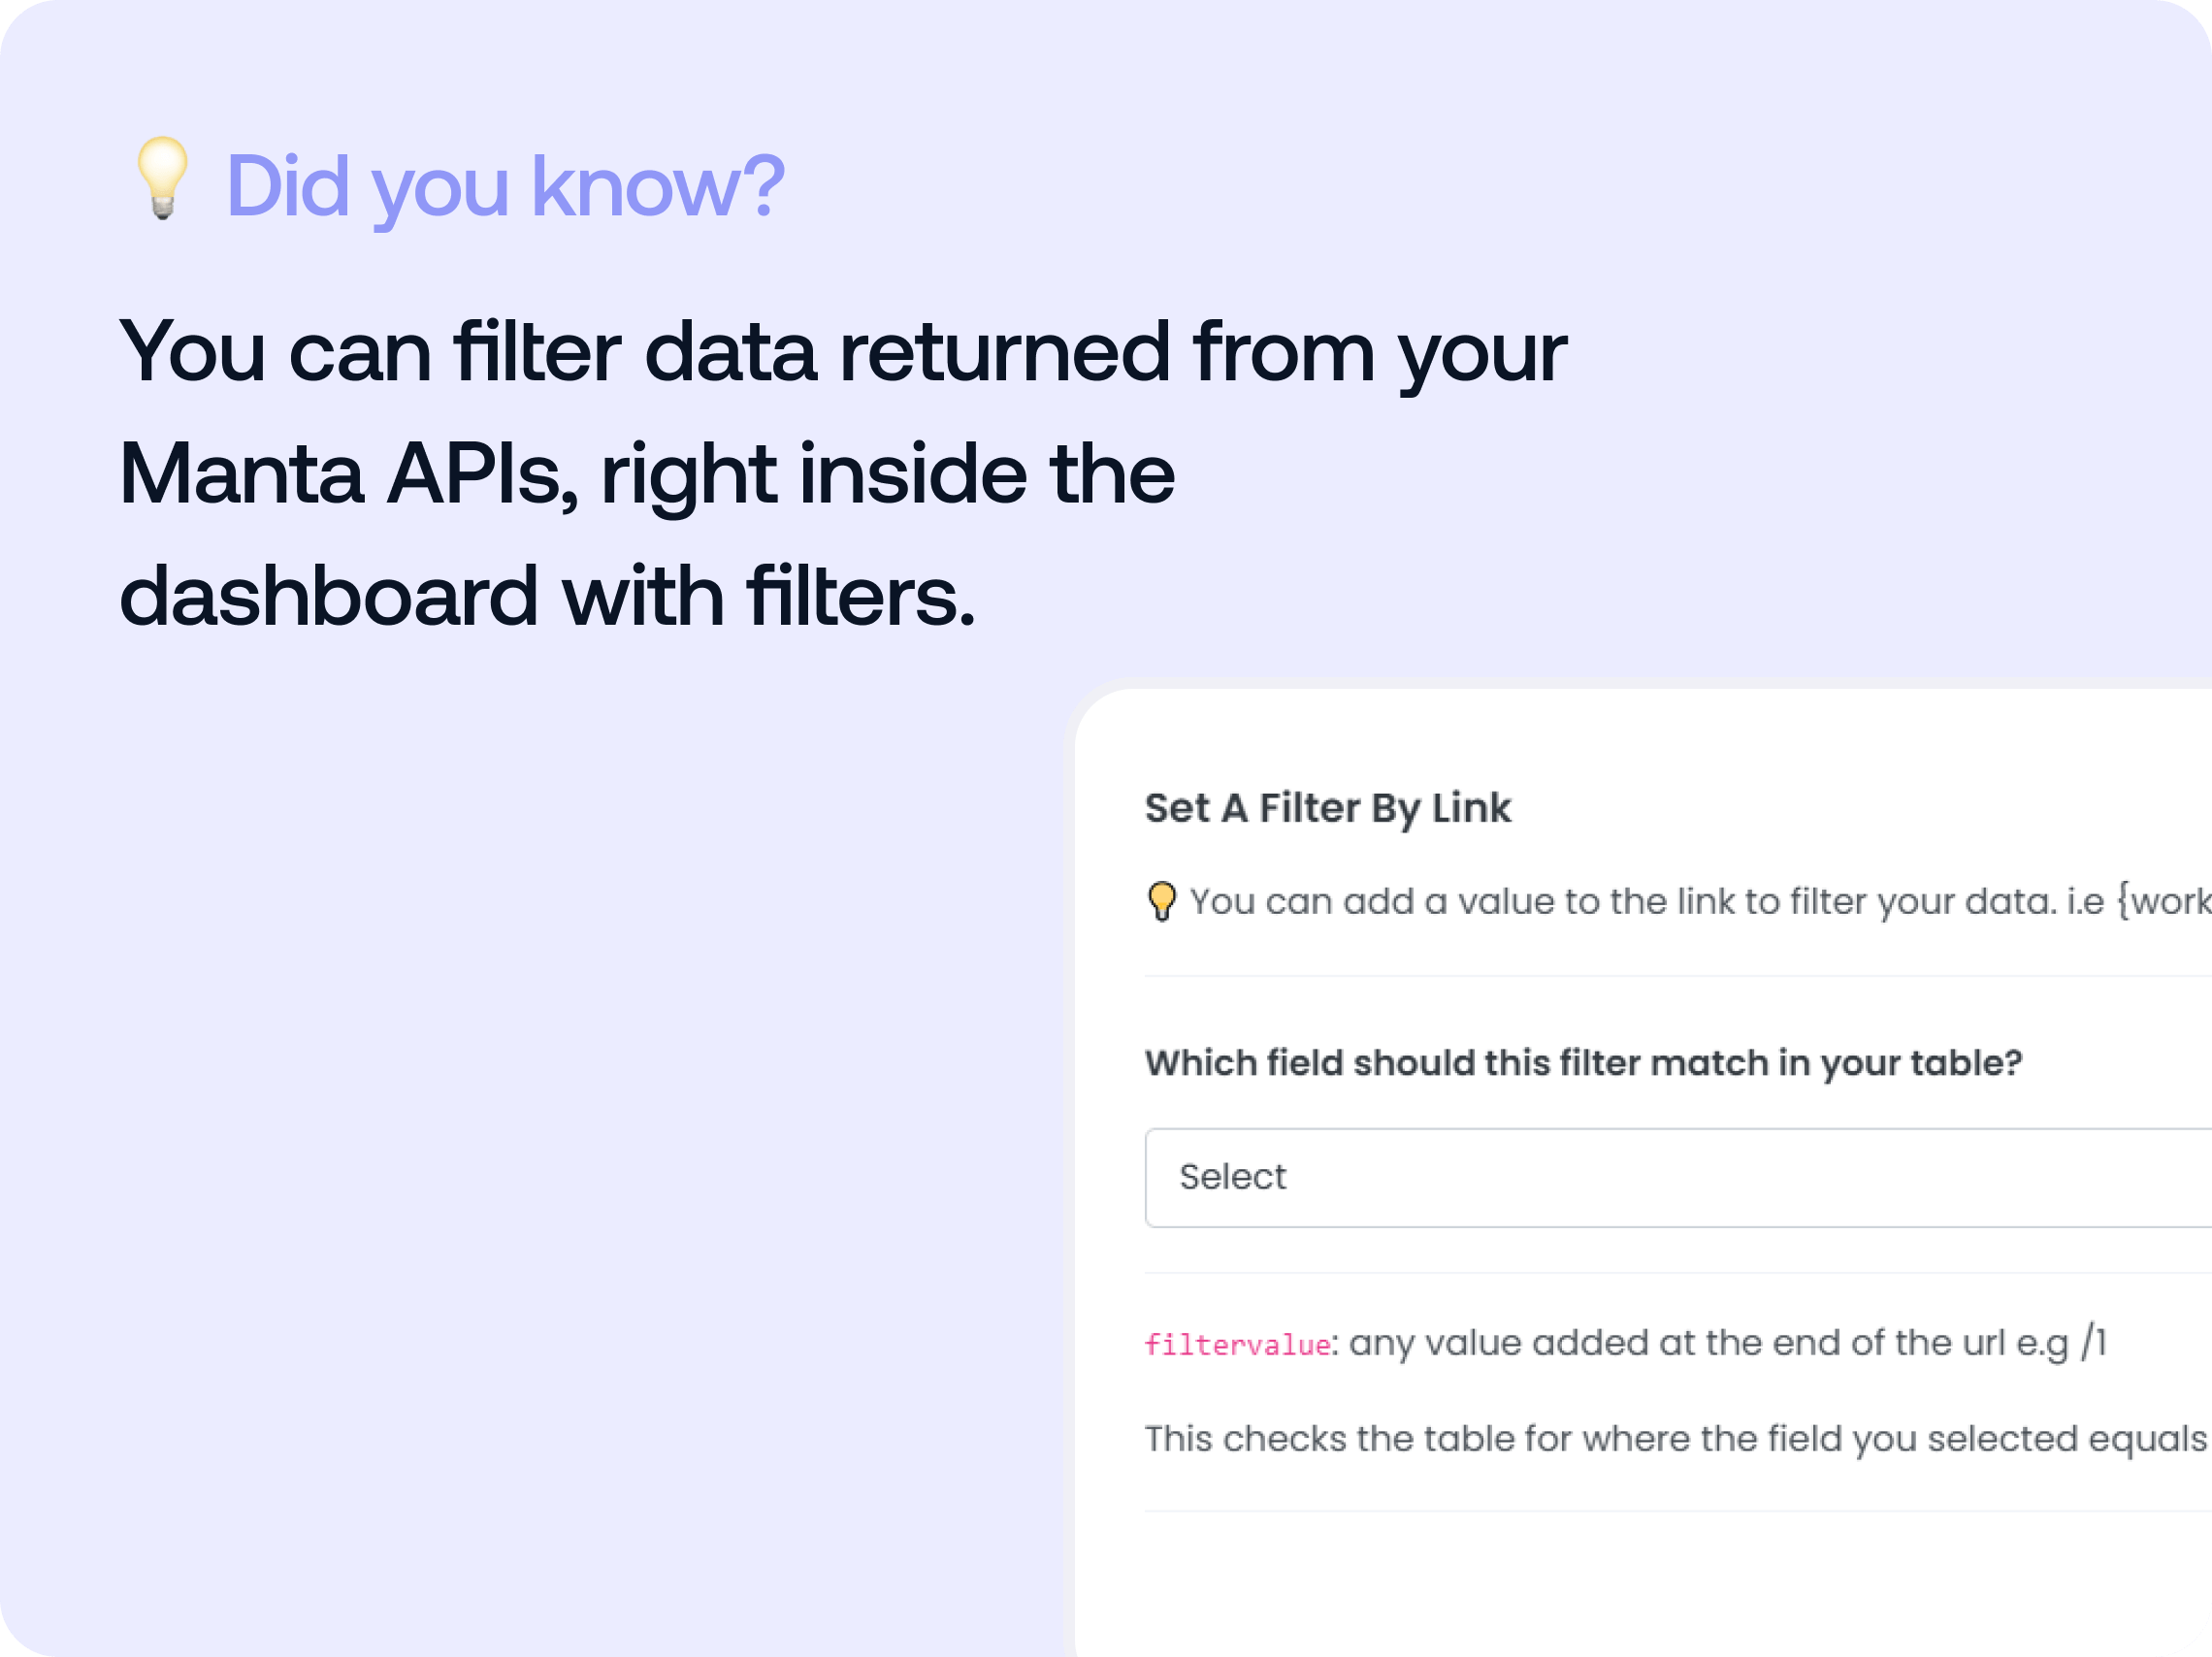 💡 Did you know?
You can filter data returned from your
Manta APIs, right inside the
dashboard with filters.
Set A Filter By Link
💡 You can add a value to the link to filter your data. i.e {work
Which field should this filter match in your table?
Select
filtervalue: any value added at the end of the url e.g /1
This checks the table for where the field you selected equals